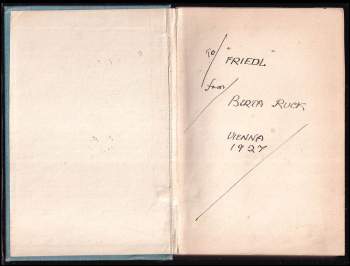 To "FRIEDL"
from
BERTA RUCK
VIENNA
1927